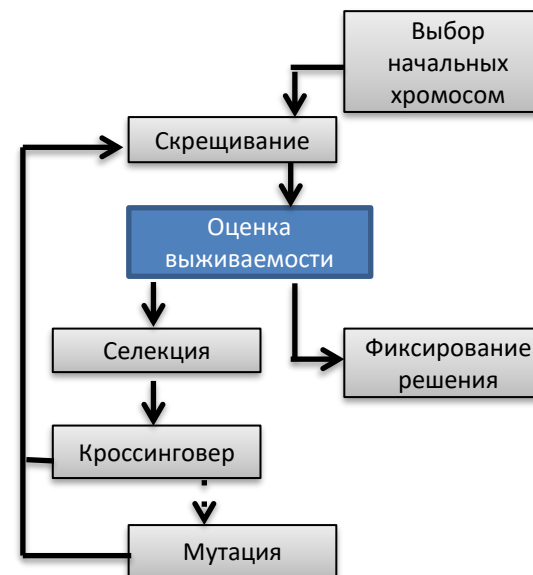 Выбор
начальных
хромосом
Скрещивание
Оценка
выживаемости
Селекция
Фиксирование
решения
Кроссинговер
Мутация